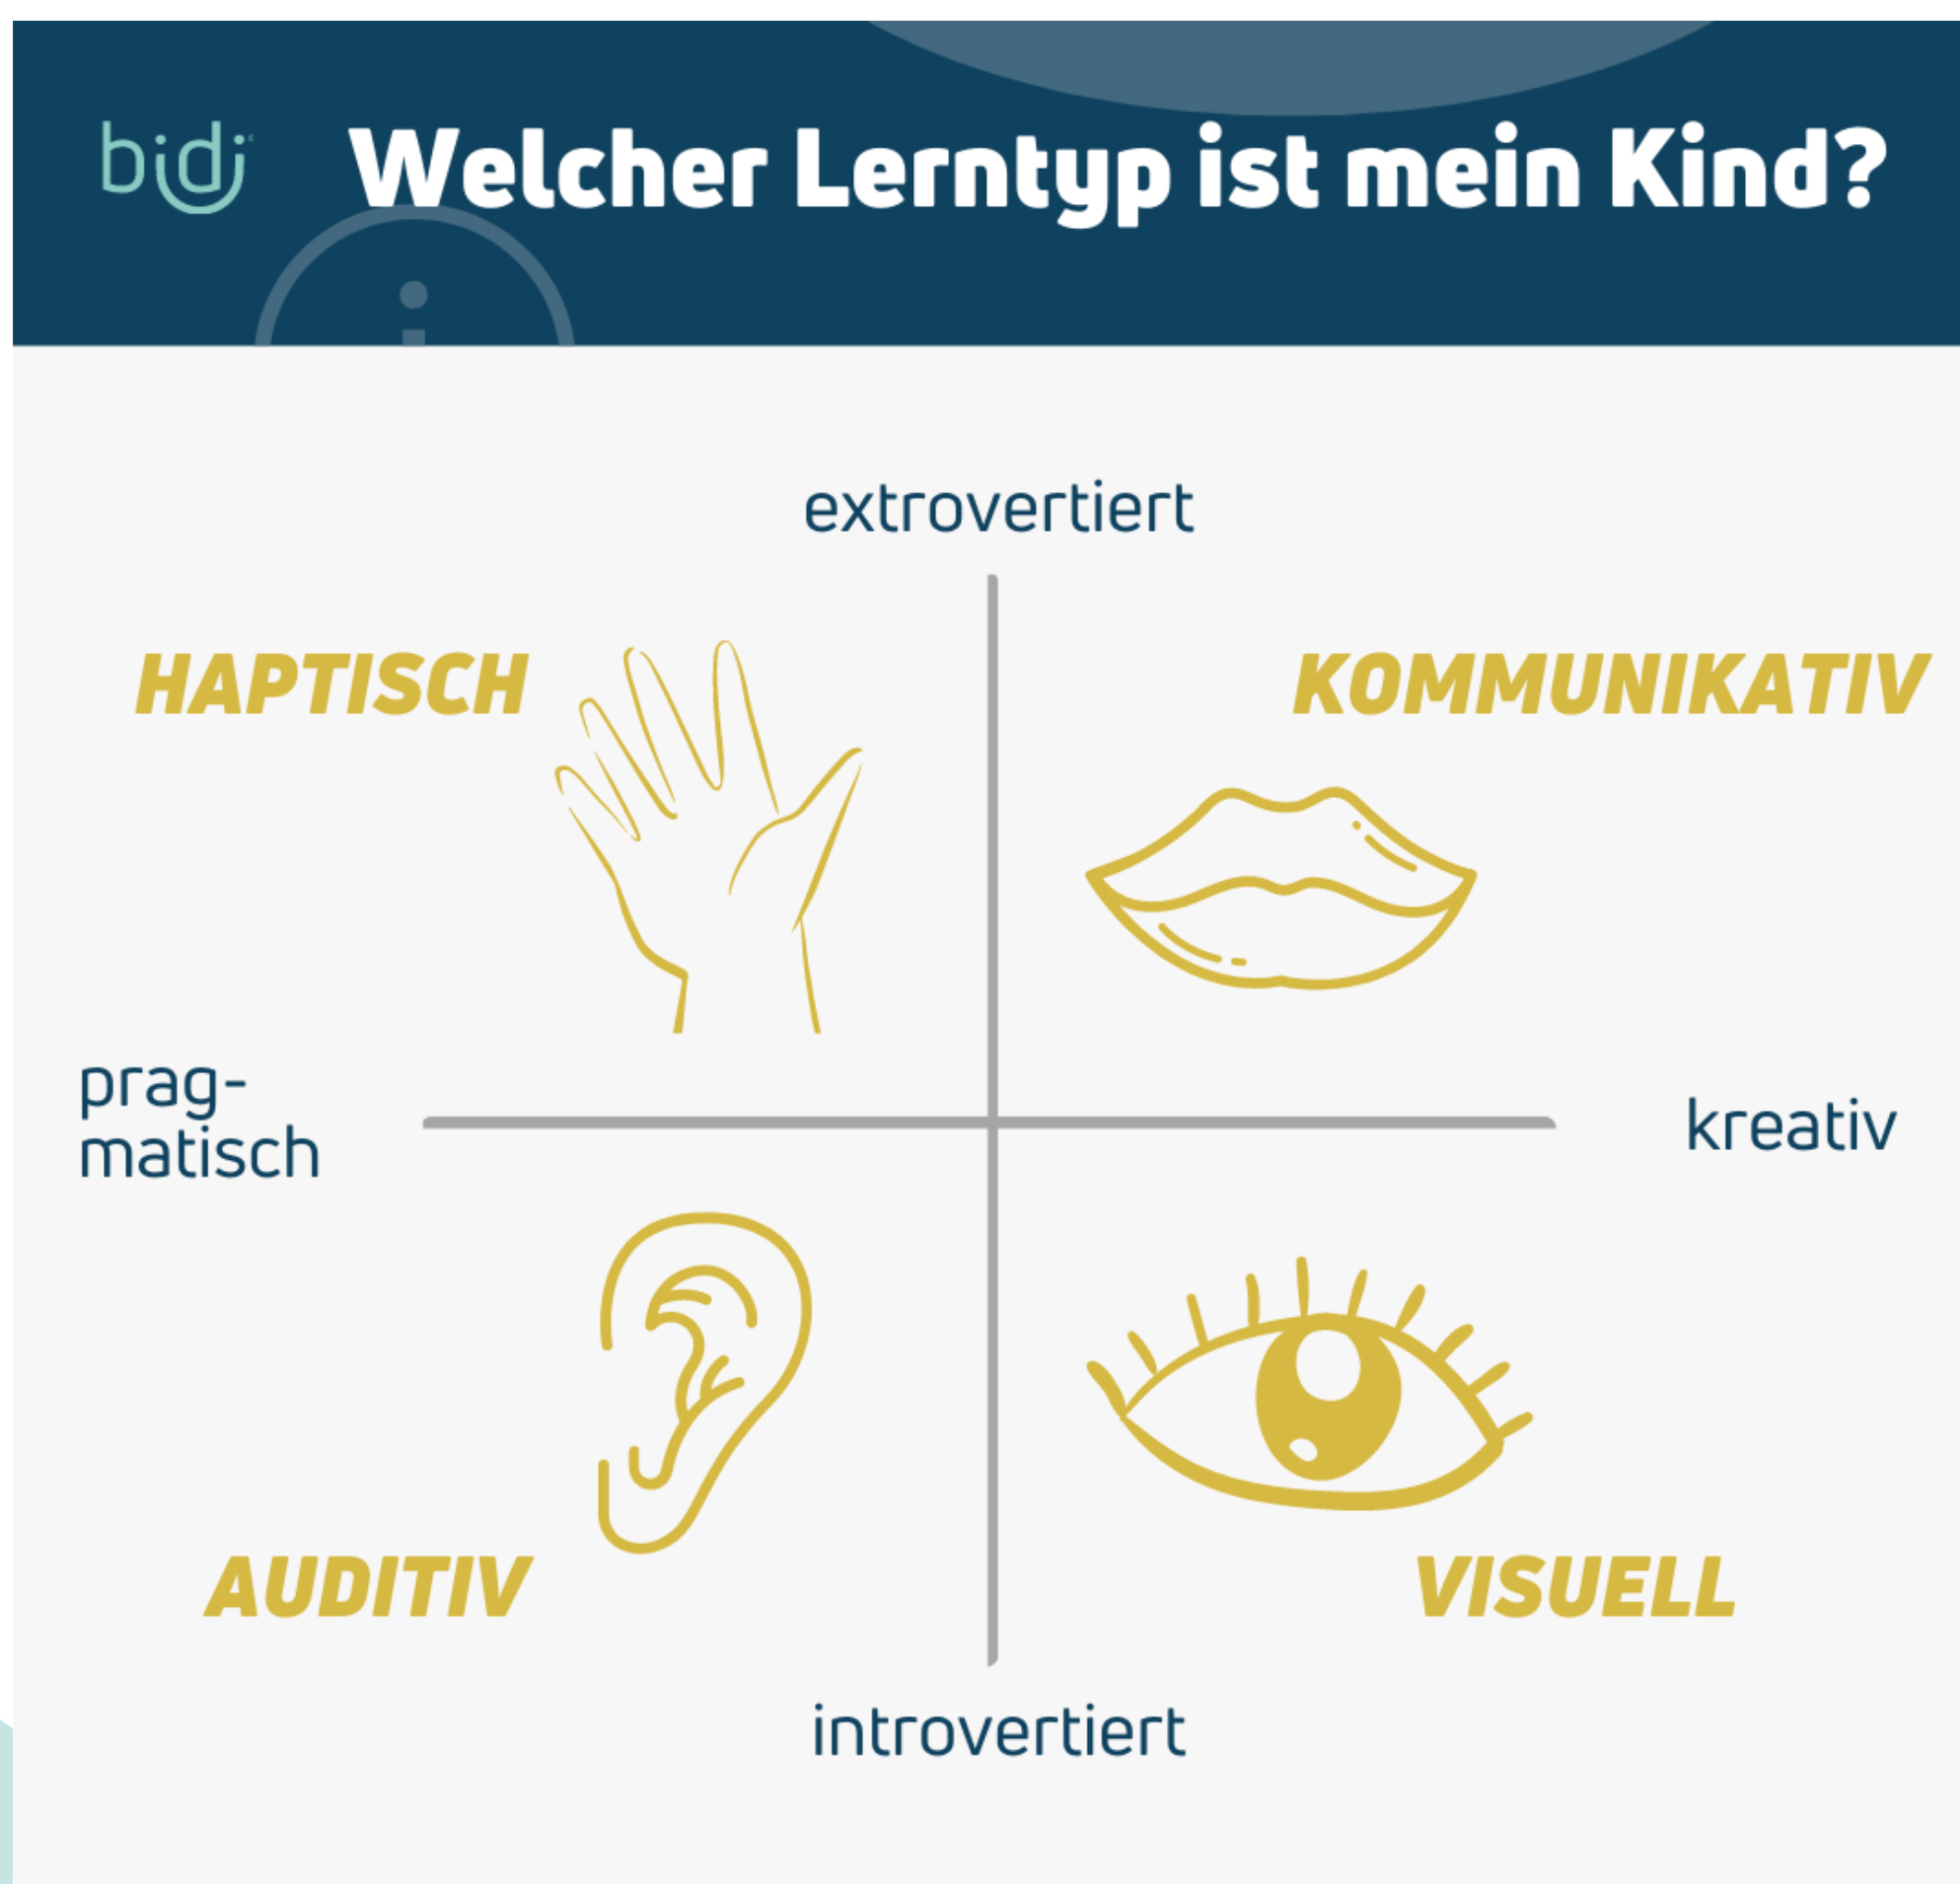 bidi
Welcher Lerntyp ist mein Kind?
extrovertiert
HAPTISCH
KOMMUNIKATIV
prag-
matisch
kreativ
AUDITIV
VISUELL
introvertiert